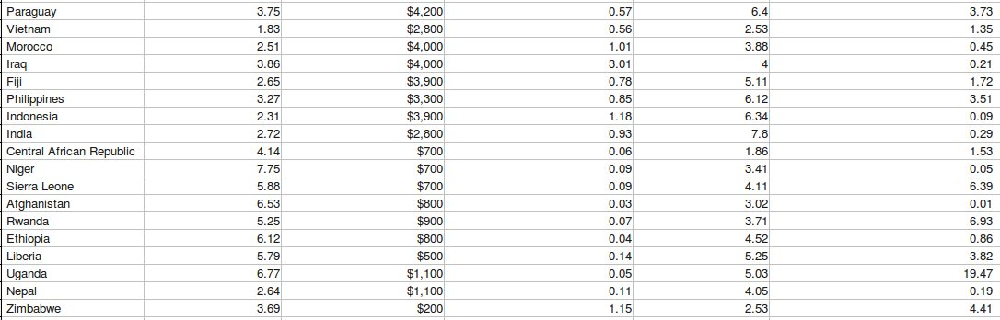 Paraguay 3.75 $4,200 0.57 6.4 3.73
Vietnam 1.83 $2,800 0.56 2.53 1.35
Morocco 2.51 $4,000 1.01 3.88 0.45
Iraq 3.86 $4,000 3.01 4 0.21
Fiji 2.65 $3,900 0.78 5.11 1.72
Philippines 3.27 $3,300 0.85 6.12 3.51
Indonesia 2.31 $3,900 1.18 6.34 0.09
India 2.72 $2,800 0.93 7.8 0.29
Central African Republic 4.14 $700 0.06 1.86 1.53
Niger 7.75 $700 0.09 3.41 0.05
Sierra Leone 5.88 $700 0.09 4.11 6.39
Afghanistan 6.53 $800 0.03 3.02 0.01
Rwanda 5.25 $900 0.07 3.71 6.93
Ethiopia 6.12 $800 0.04 4.52 0.86
Liberia 5.79 $500 0.14 5.25 3.82
Uganda 6.77 $1,100 0.05 5.03 19.47
Nepal 2.64 $1,100 0.11 4.05 0.19
Zimbabwe 3.69 $200 1.15 2.53 4.41